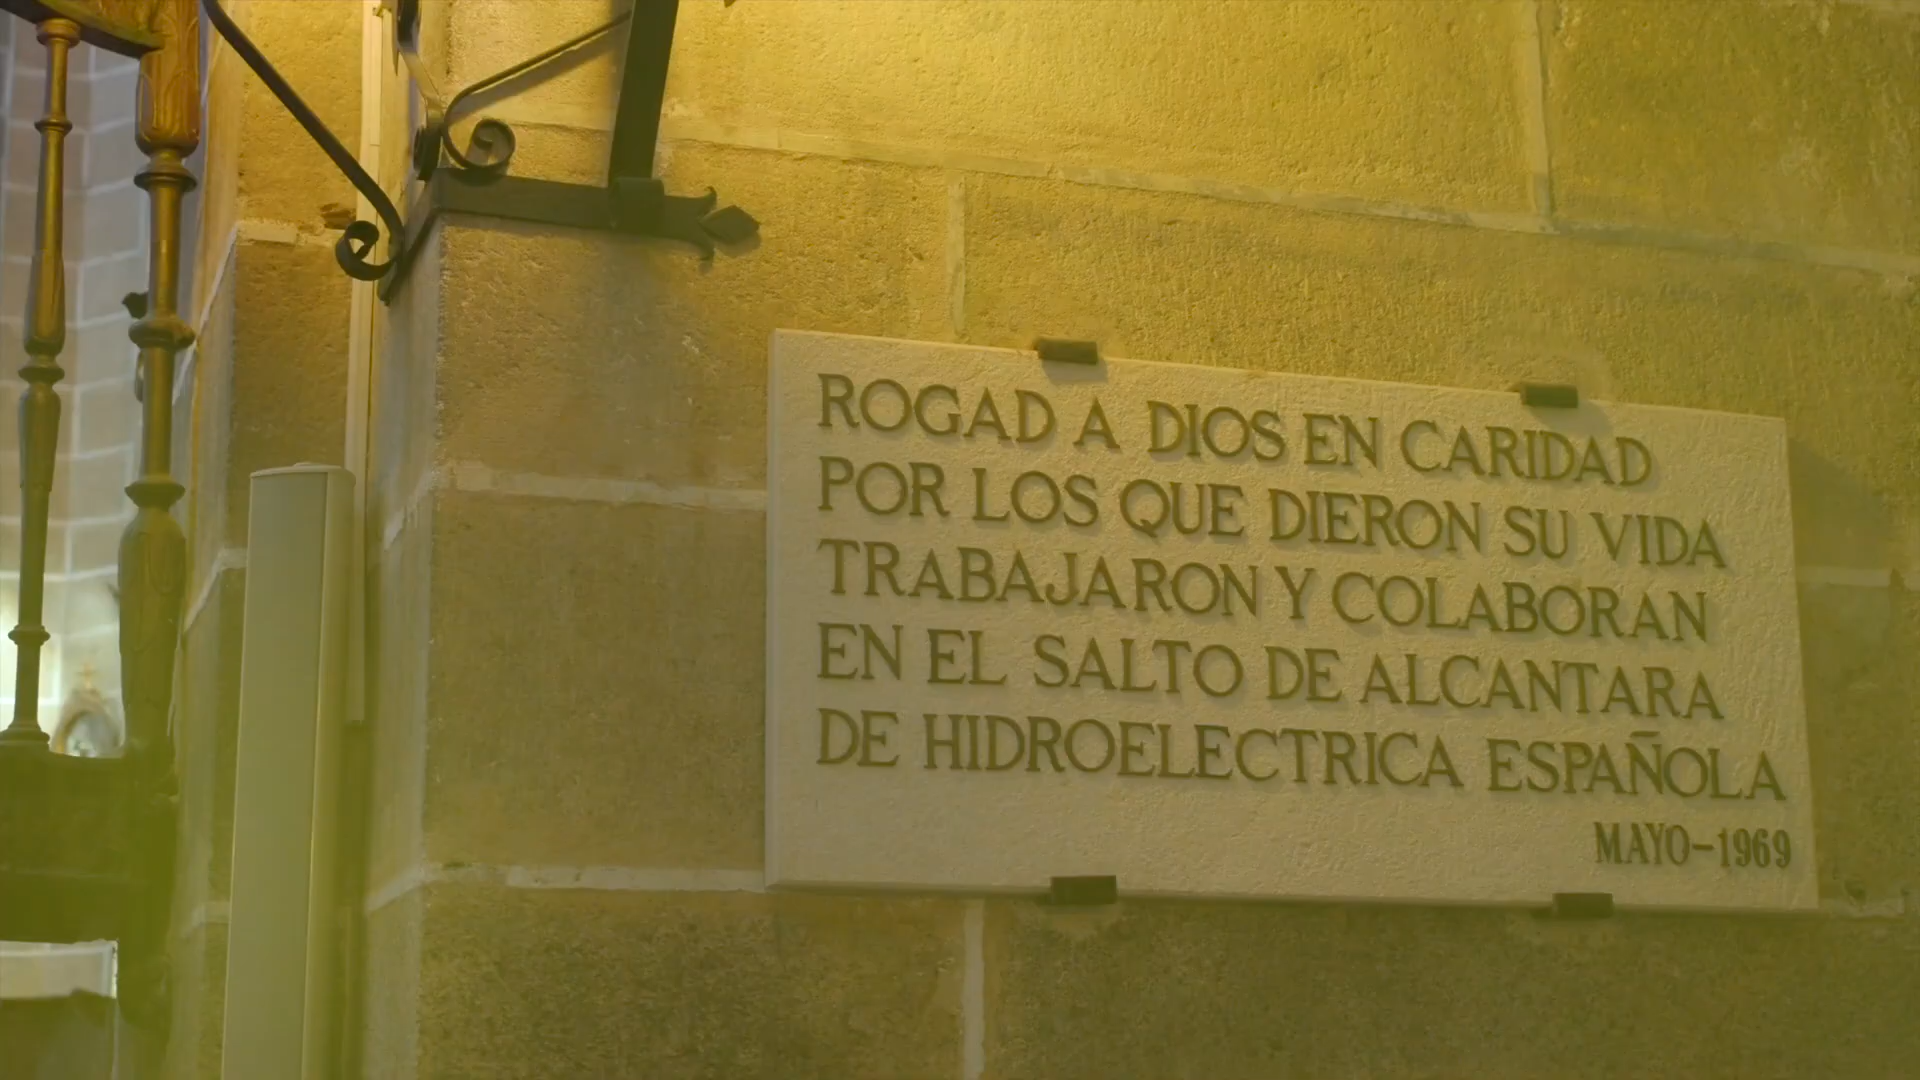 ROGAD A DIOS EN CARIDAD
POR LOS QUE DIERON SU VIDA
TRABAJARON Y COLABORAN
EN EL SALTO DE ALCANTARA
DE HIDROELECTRICA ESPAÑOLA
MAYO-1969